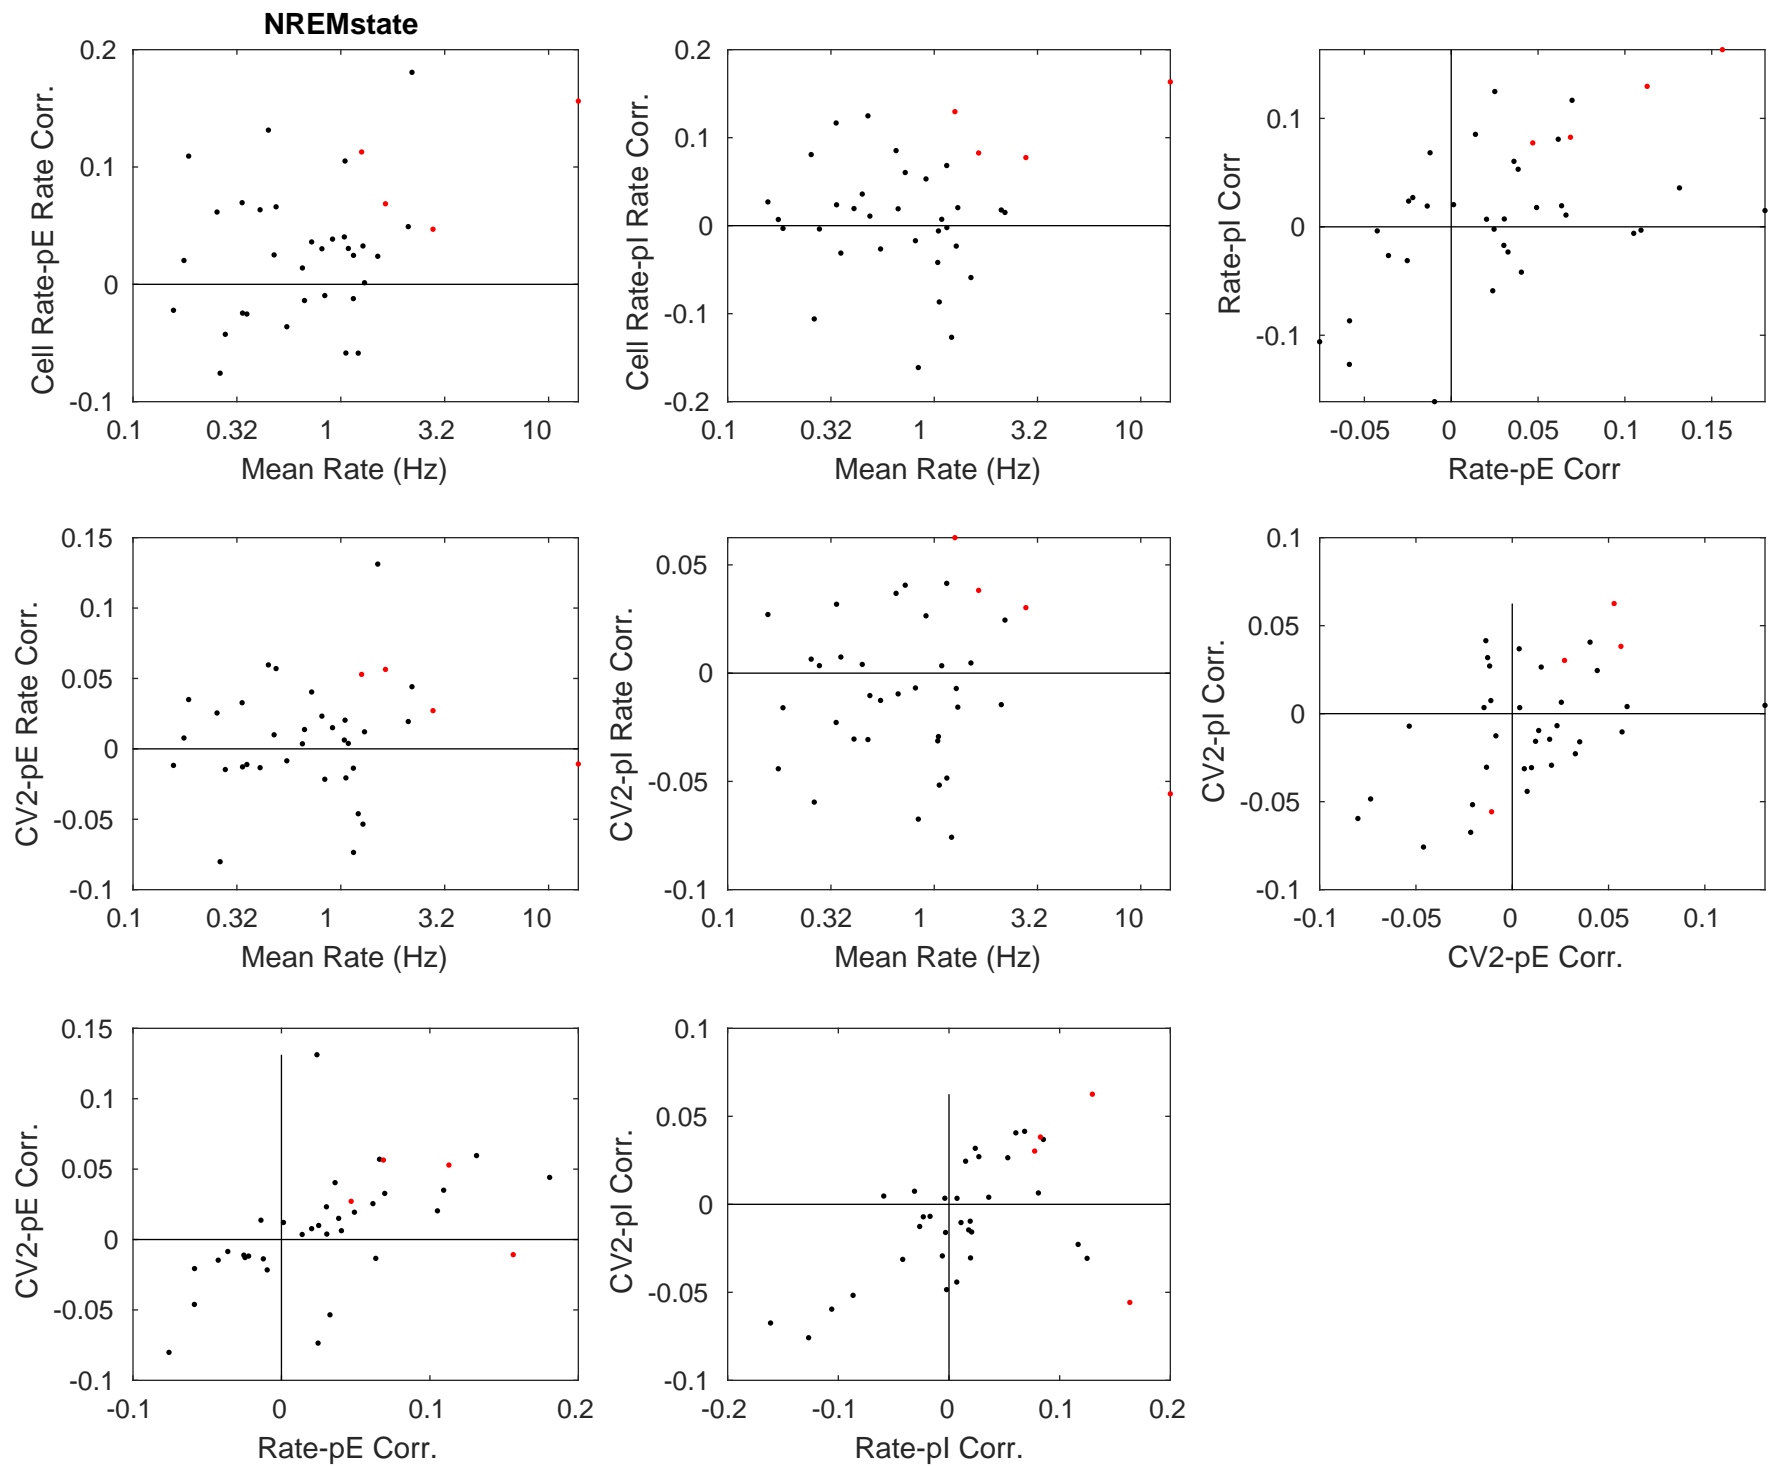 NREMstate
0.2
0.1
0
-0.1
Cell Rate-pE Rate Corr.
0.1 0.32 1 3.2 10
Mean Rate (Hz)
0.2
0.1
0
-0.1
-0.2
Cell Rate-pI Rate Corr.
0.1 0.32 1 3.2 10
Mean Rate (Hz)
0.1
0
-0.1
Rate-pI Corr
-0.05 0 0.05 0.1 0.15
Rate-pE Corr
0.15
0.1
0.05
0
-0.05
-0.1
CV2-pE Rate Corr.
0.1 0.32 1 3.2 10
Mean Rate (Hz)
0.05
0
-0.05
-0.1
CV2-pI Rate Corr.
0.1 0.32 1 3.2 10
Mean Rate (Hz)
0.1
0.05
0
-0.05
-0.1
CV2-pI Corr.
-0.1 -0.05 0 0.05 0.1
CV2-pE Corr.
0.15
0.1
0.05
0
-0.05
-0.1
CV2-pE Corr.
-0.1 0 0.1 0.2
Rate-pE Corr.
0.1
0.05
0
-0.05
-0.1
CV2-pI Corr.
-0.2 -0.1 0 0.1 0.2
Rate-pI Corr.